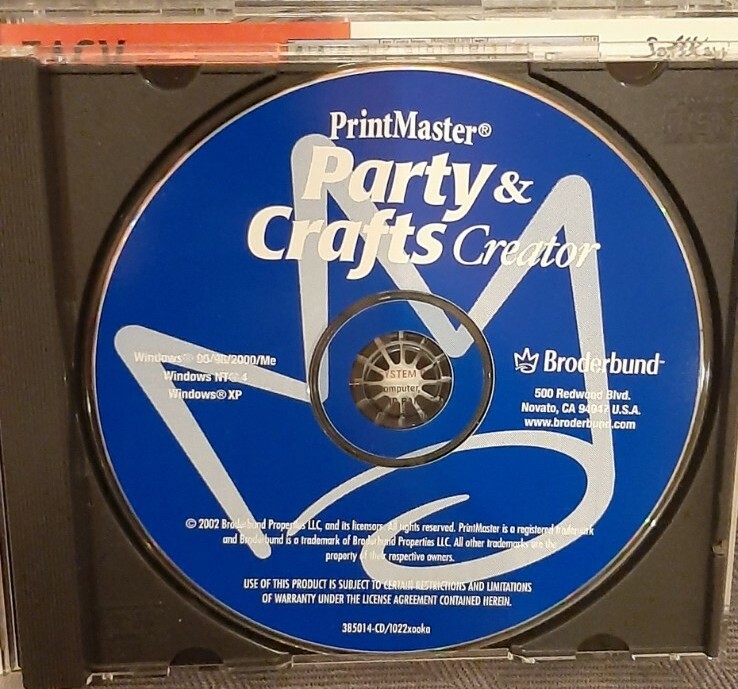 PrintMaster®
Party &
Crafts Creator
Windows® 95/98/2000/Me
Windows NT® 4
Windows® XP
Broderbund™
500 Redwood Blvd.
Novato, CA 94947 U.S.A.
www.broderbund.com
STEM
omputer,
© 2002 Broderbund Properties LLC, and its licensors. All rights reserved. PrintMaster is a registered trademark
and Broderbund is a trademark of Broderbund Properties LLC. All other trademarks are the
property of their respective owners.
USE OF THIS PRODUCT IS SUBJECT TO CERTAIN RESTRICTIONS AND LIMITATIONS
OF WARRANTY UNDER THE LICENSE AGREEMENT CONTAINED HEREIN.
385014-CD/1022xooka